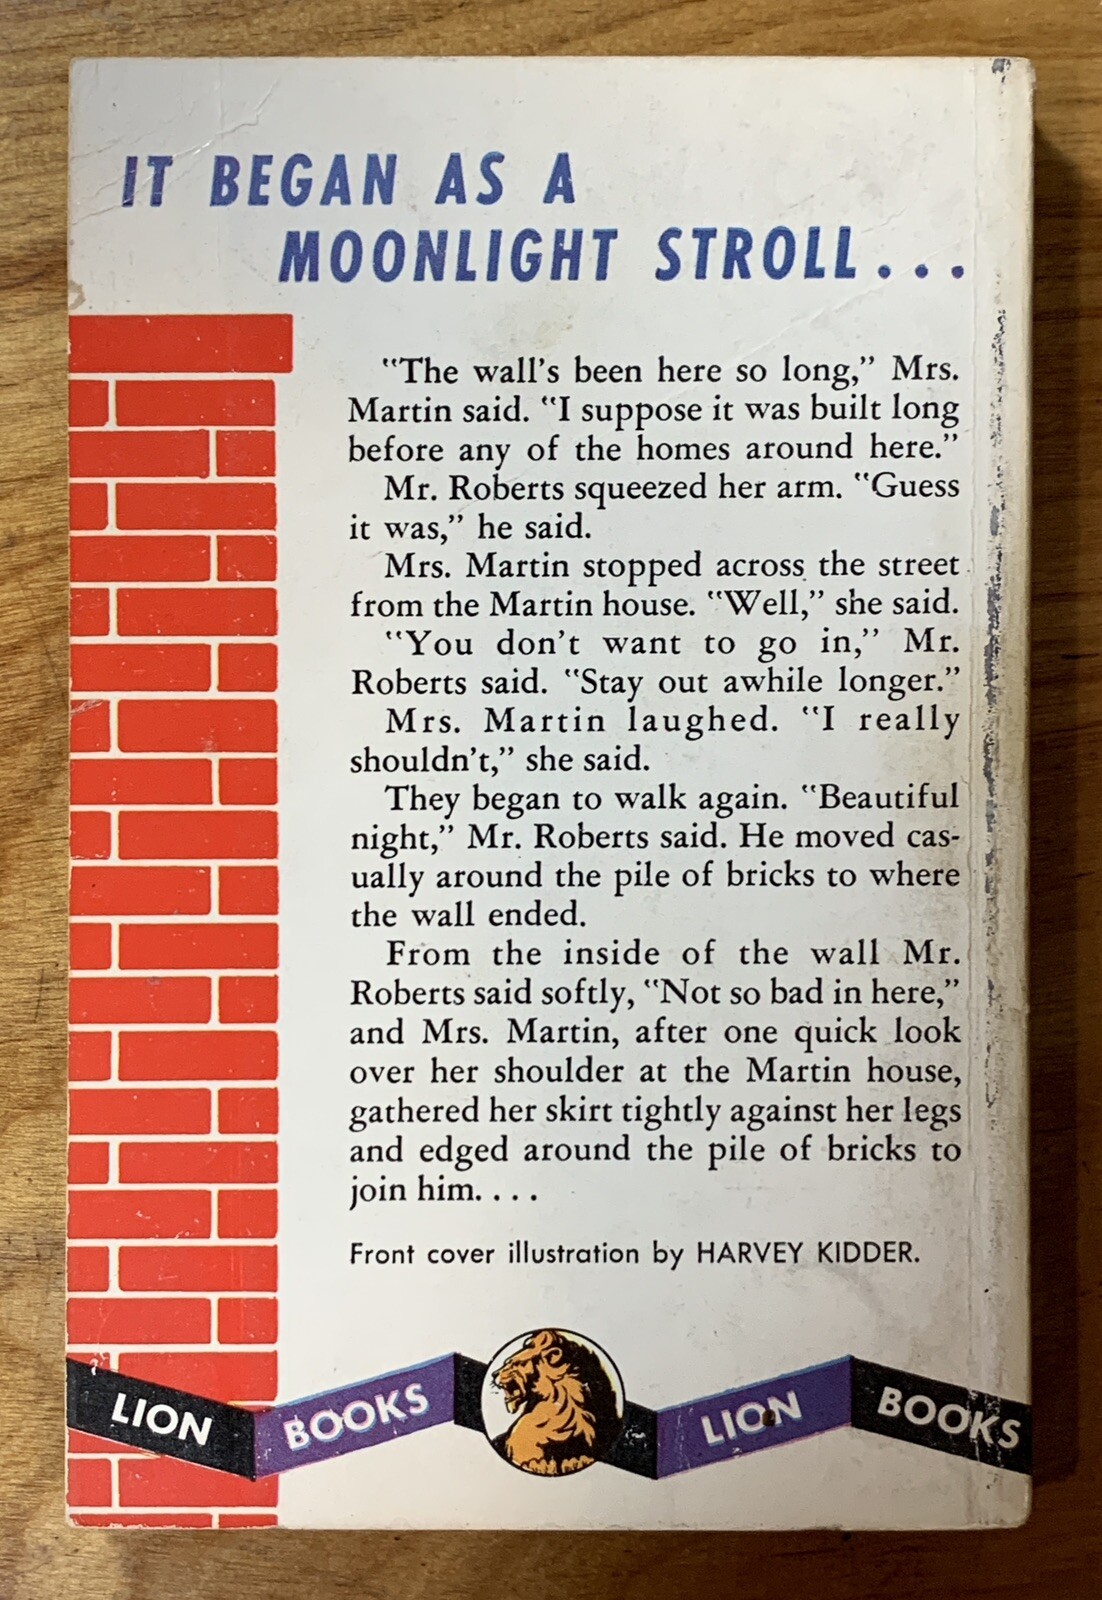 IT BEGAN AS A
MOONLIGHT STROLL...
"The wall's been here so long," Mrs.
Martin said. "I suppose it was built long
before any of the homes around here."
Mr. Roberts squeezed her arm. "Guess
it was," he said.
Mrs. Martin stopped across the street
from the Martin house. "Well," she said.
"You don't want to go in," Mr.
Roberts said. "Stay out awhile longer."
Mrs. Martin laughed. "I really
shouldn't," she said.
They began to walk again. "Beautiful
night," Mr. Roberts said. He moved cas-
ually around the pile of bricks to where
the wall ended.
From the inside of the wall Mr.
Roberts said softly, "Not so bad in here,"
and Mrs. Martin, after one quick look
over her shoulder at the Martin house,
gathered her skirt tightly against her legs
and edged around the pile of bricks to
join him. . . .
Front cover illustration by HARVEY KIDDER.
LION BOOKS LION BOOKS